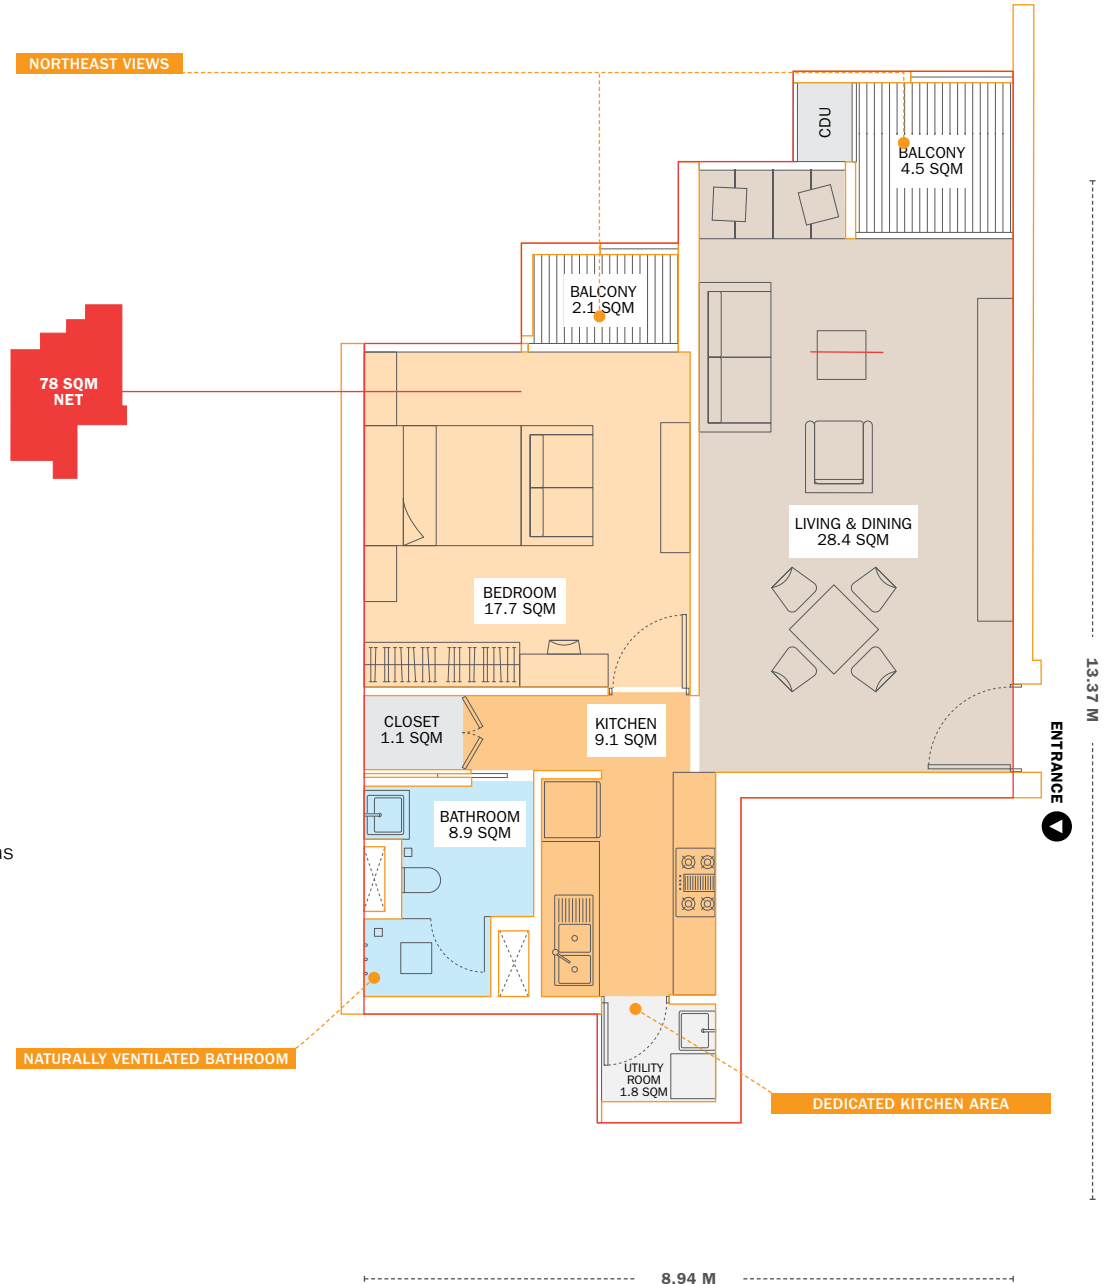 NORTHEAST VIEWS
CDU
BALCONY
4.5 SQM
BALCONY
2.1 SQM
78 SQM
NET
LIVING & DINING
28.4 SQM
BEDROOM
17.7 SQM
13.37 M
CLOSET
1.1 SQM
KITCHEN
9.1 SQM
ENTRANCE
BATHROOM
8.9 SQM
ns
NATURALLY VENTILATED BATHROOM
UTILITY
ROOM
1.8 SQM
DEDICATED KITCHEN AREA
8.94 M